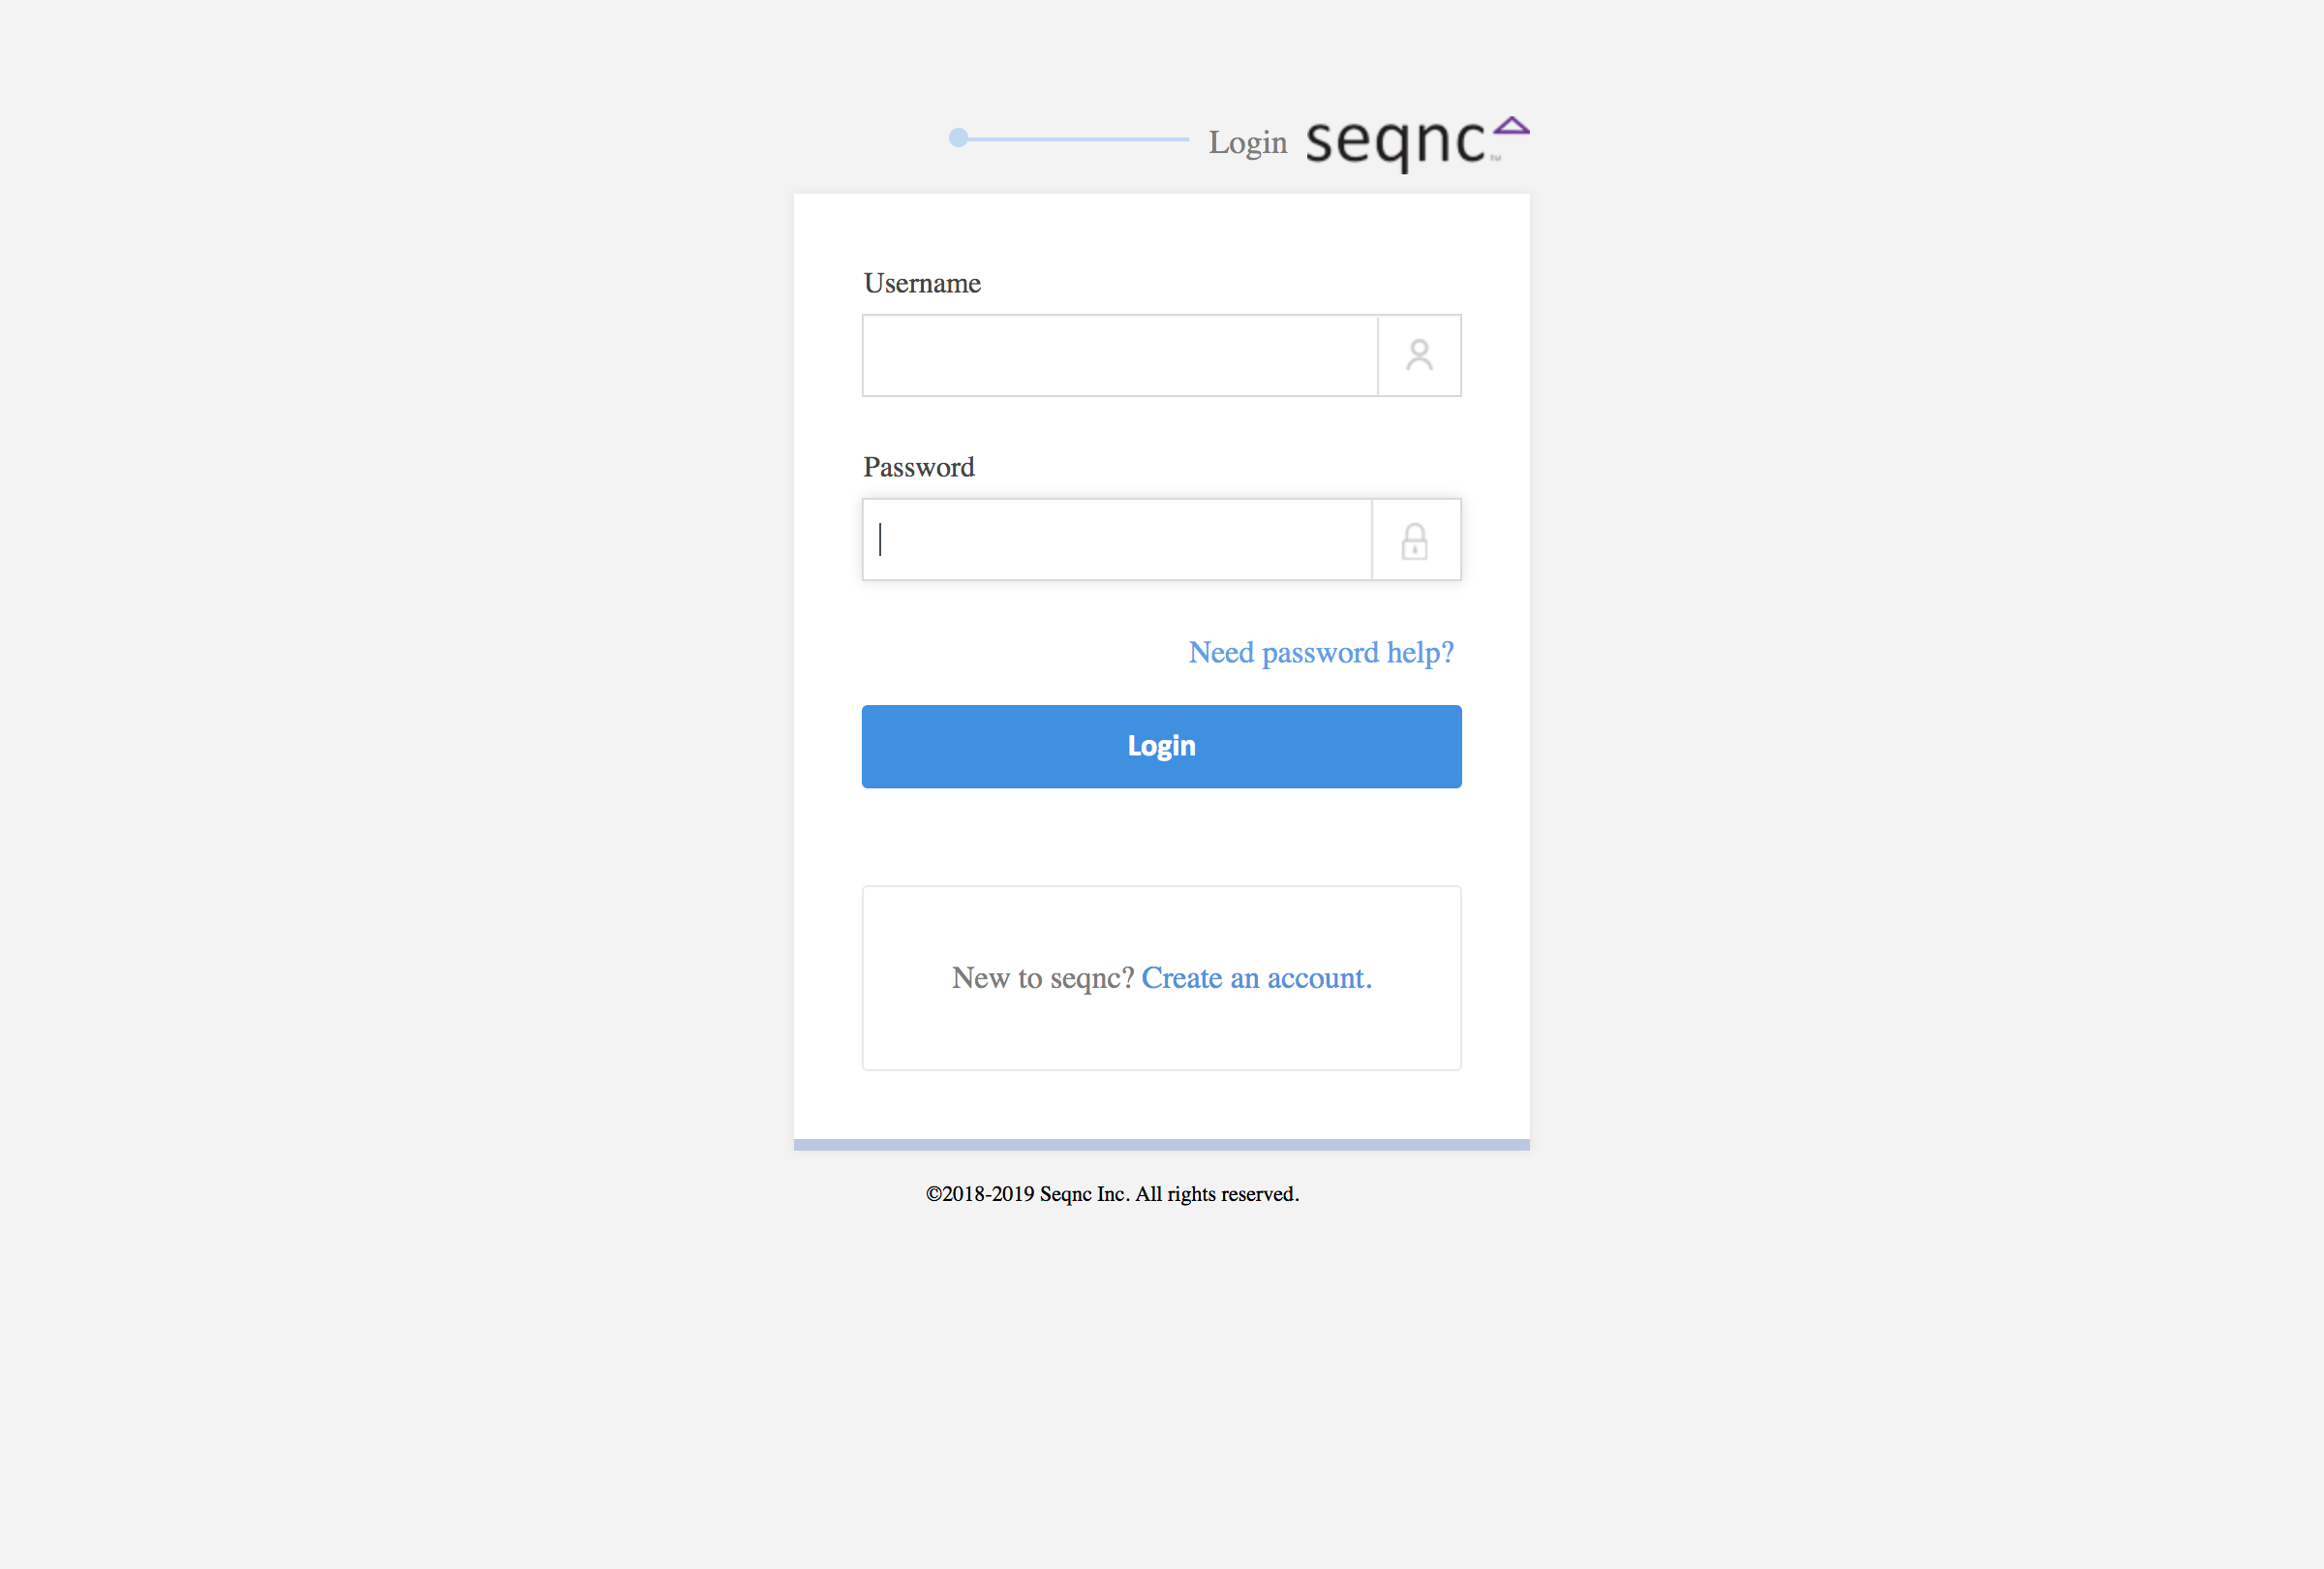 Login seqnc™
Username
Password
Need password help?
Login
New to seqnc? Create an account.
©2018-2019 Seqnc Inc. All rights reserved.